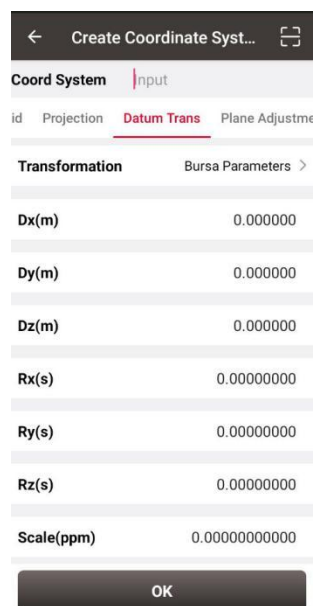 Create Coordinate Syst...
Coord System Input
id Projection Datum Trans Plane Adjustme
Transformation Bursa Parameters >
Dx(m) 0.000000
Dy(m) 0.000000
Dz(m) 0.000000
Rx(s) 0.00000000
Ry(s) 0.00000000
Rz(s) 0.00000000
Scale(ppm) 0.00000000000
OK